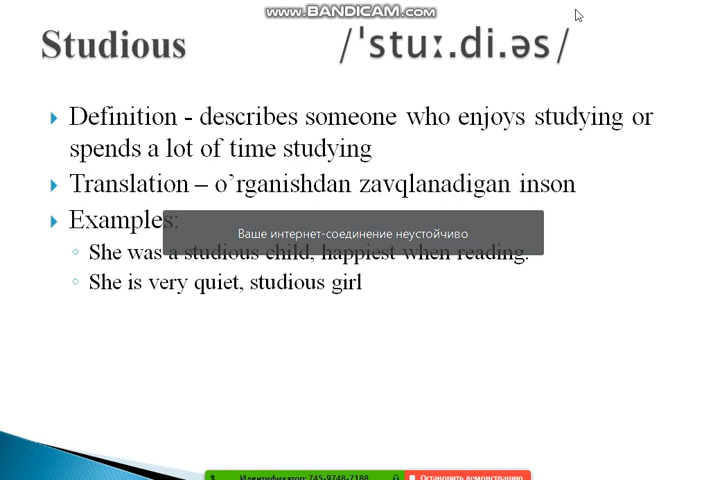 www.BANDICAM.com
Studious /ˈstuː.di.əs/
Definition - describes someone who enjoys studying or
spends a lot of time studying
Translation – o’rganishdan zavqlanadigan inson
Examples:
Ваше интернет-соединение неустойчиво
She was a studious child, happiest when reading.
She is very quiet, studious girl
Идентификатор: 745-9748-7188 Остановить демонстрацию